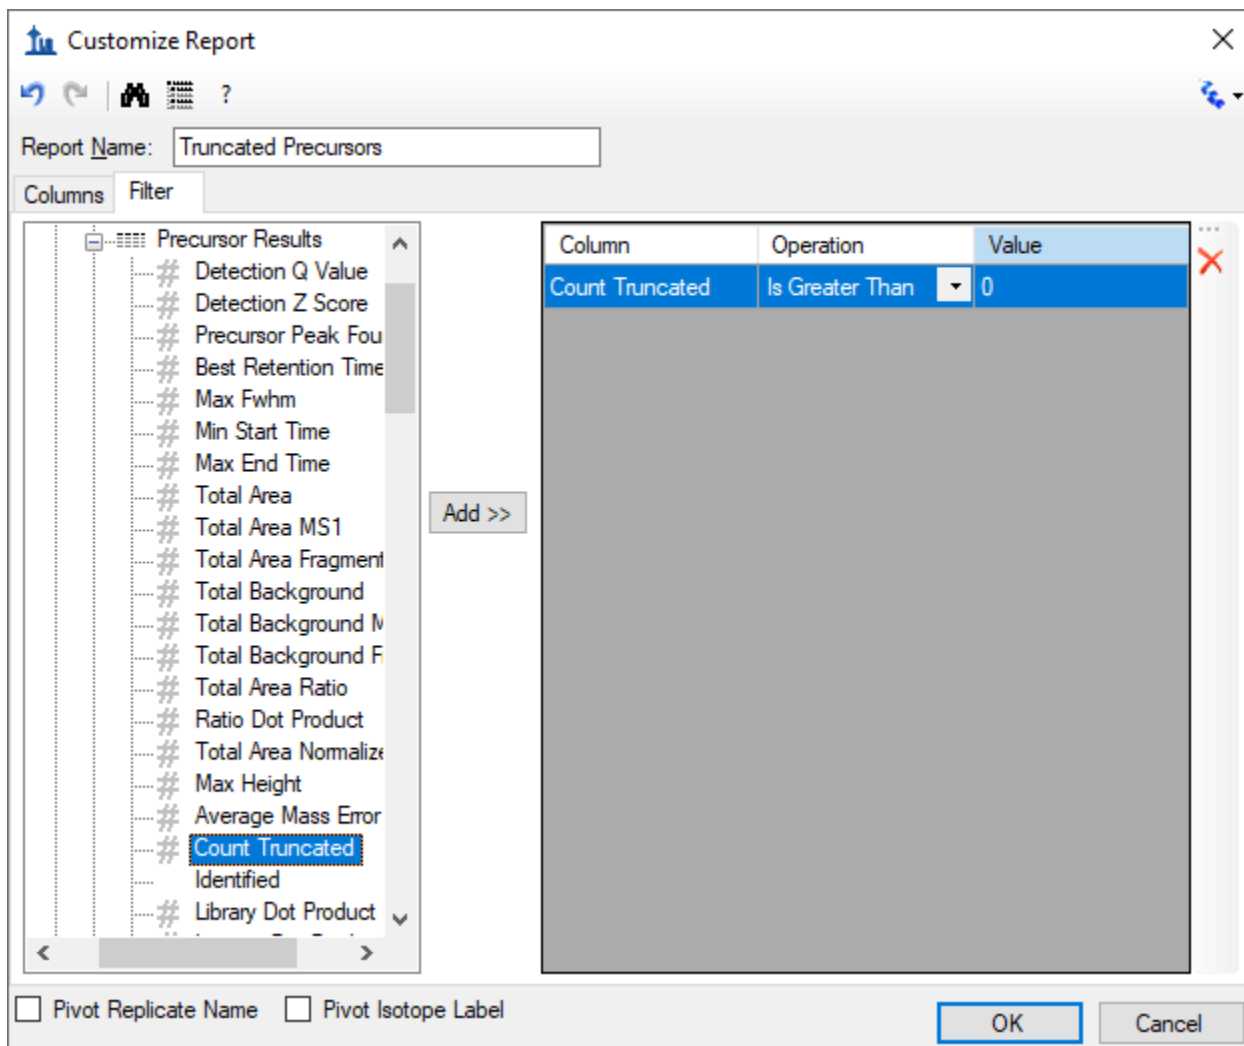 Customize Report
?
Report Name: Truncated Precursors
Columns Filter
Precursor Results
Detection Q Value
Detection Z Score
Precursor Peak Fou
Best Retention Time
Max Fwhm
Min Start Time
Max End Time
Total Area
Total Area MS1
Total Area Fragment
Total Background
Total Background M
Total Background F
Total Area Ratio
Ratio Dot Product
Total Area Normalize
Max Height
Average Mass Error
Count Truncated
Identified
Library Dot Product
Add >>
Column Operation Value
Count Truncated Is Greater Than 0
Pivot Replicate Name Pivot Isotope Label
OK Cancel